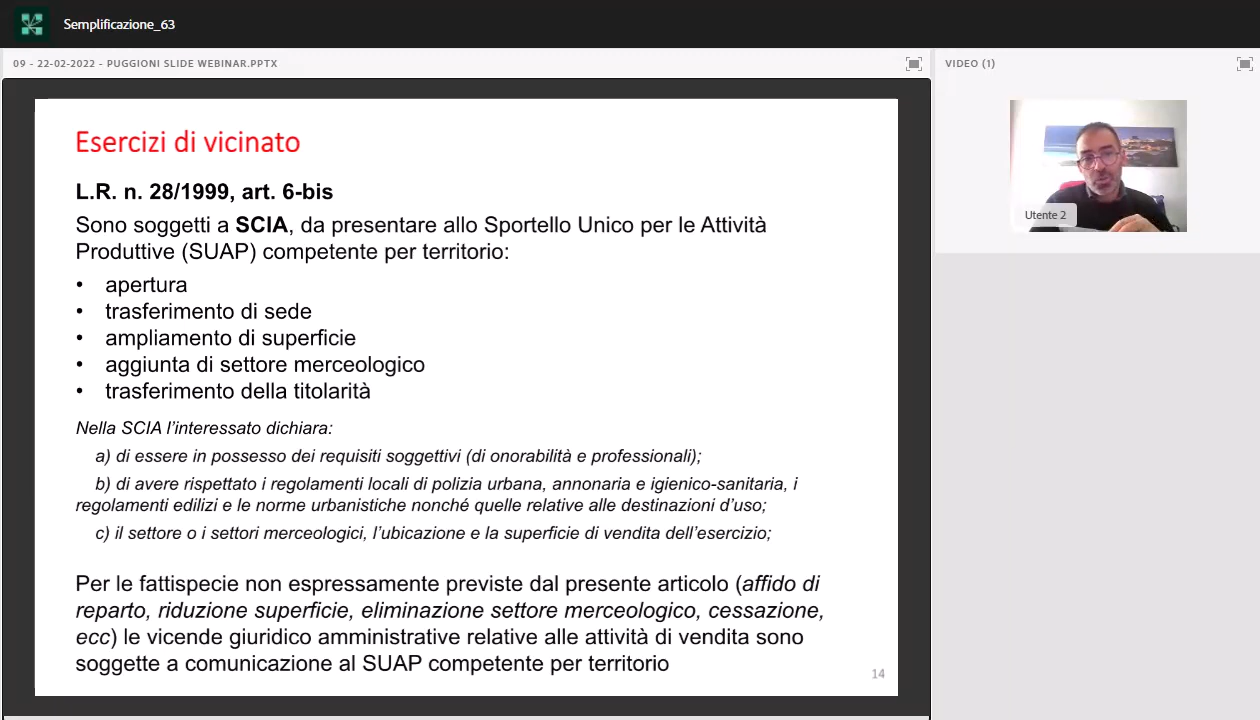 Semplificazione_63
09 - 22-02-2022 - PUGGIONI SLIDE WEBINAR.PPTX
VIDEO (1)
Utente 2
Esercizi di vicinato
L.R. n. 28/1999, art. 6-bis
Sono soggetti a SCIA, da presentare allo Sportello Unico per le Attività
Produttive (SUAP) competente per territorio:
• apertura
• trasferimento di sede
• ampliamento di superficie
• aggiunta di settore merceologico
• trasferimento della titolarità
Nella SCIA l'interessato dichiara:
a) di essere in possesso dei requisiti soggettivi (di onorabilità e professionali);
b) di avere rispettato i regolamenti locali di polizia urbana, annonaria e igienico-sanitaria, i
regolamenti edilizi e le norme urbanistiche nonché quelle relative alle destinazioni d'uso;
c) il settore o i settori merceologici, l'ubicazione e la superficie di vendita dell'esercizio;
Per le fattispecie non espressamente previste dal presente articolo (affido di
reparto, riduzione superficie, eliminazione settore merceologico, cessazione,
ecc) le vicende giuridico amministrative relative alle attività di vendita sono
soggette a comunicazione al SUAP competente per territorio
14